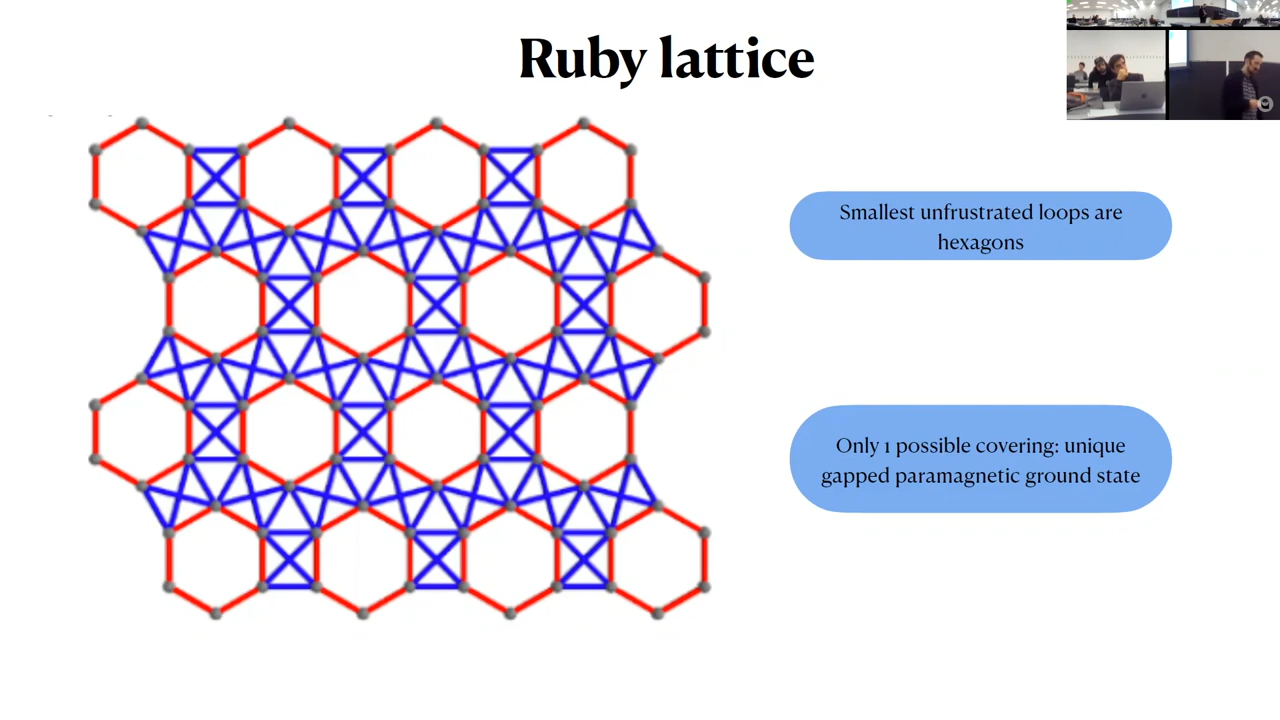 Ruby lattice
Smallest unfrustrated loops are
hexagons
Only 1 possible covering: unique
gapped paramagnetic ground state